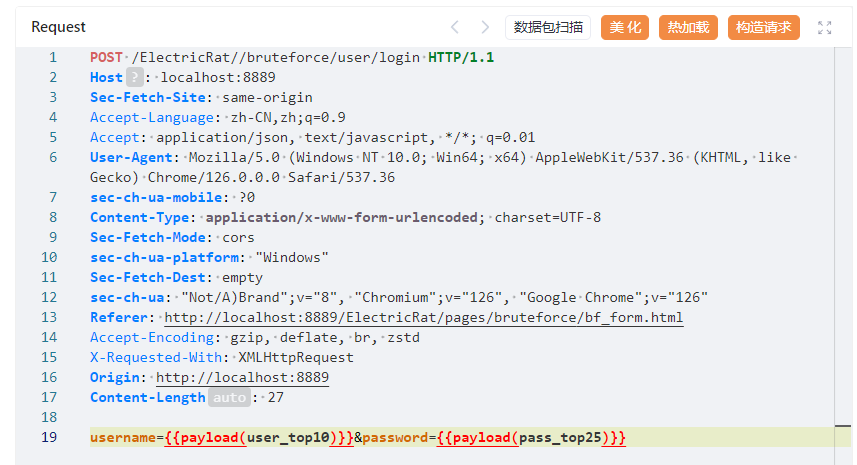 Request 数据包扫描 美化 热加载 构造请求
1 POST /ElectricRat//bruteforce/user/login HTTP/1.1
2 Host ? : localhost:8889
3 Sec-Fetch-Site: same-origin
4 Accept-Language: zh-CN,zh;q=0.9
5 Accept: application/json, text/javascript, */*; q=0.01
6 User-Agent: Mozilla/5.0 (Windows NT 10.0; Win64; x64) AppleWebKit/537.36 (KHTML, like
Gecko) Chrome/126.0.0.0 Safari/537.36
7 sec-ch-ua-mobile: ?0
8 Content-Type: application/x-www-form-urlencoded; charset=UTF-8
9 Sec-Fetch-Mode: cors
10 sec-ch-ua-platform: "Windows"
11 Sec-Fetch-Dest: empty
12 sec-ch-ua: "Not/A)Brand";v="8", "Chromium";v="126", "Google Chrome";v="126"
13 Referer: http://localhost:8889/ElectricRat/pages/bruteforce/bf_form.html
14 Accept-Encoding: gzip, deflate, br, zstd
15 X-Requested-With: XMLHttpRequest
16 Origin: http://localhost:8889
17 Content-Length auto : 27
18
19 username={{payload(user_top10)}}&password={{payload(pass_top25)}}